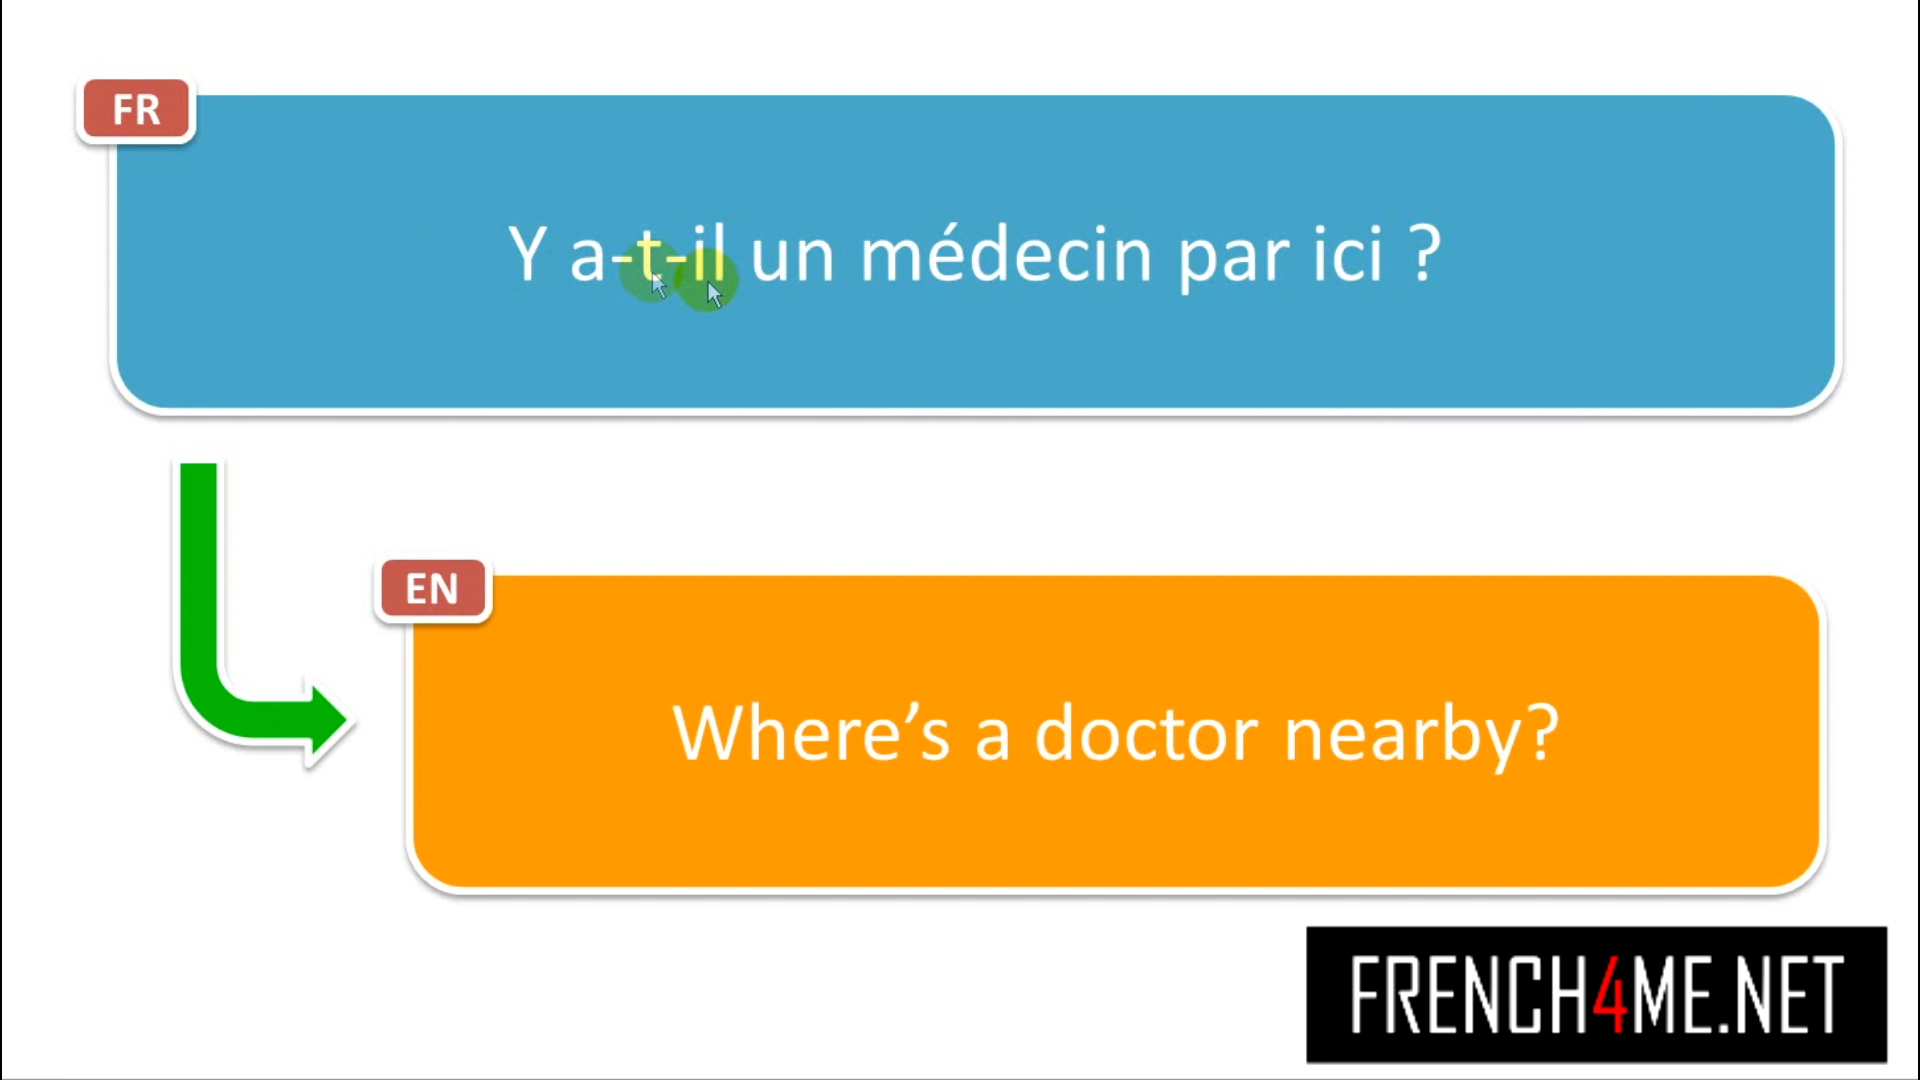 FR
Y a-t-il un médecin par ici ?
EN
Where’s a doctor nearby?
FRENCH4ME.NET